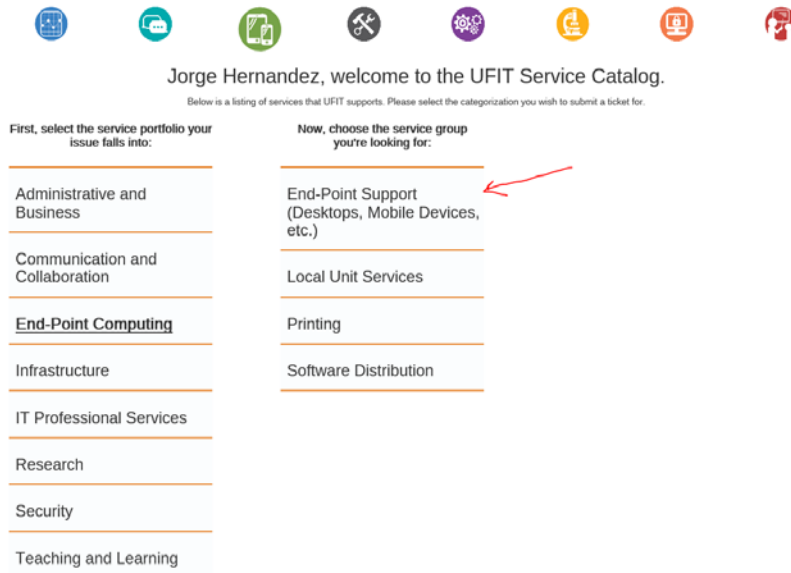 Jorge Hernandez, welcome to the UFIT Service Catalog.
Below is a listing of services that UFIT supports. Please select the categorization you wish to submit a ticket for.
First, select the service portfolio your
issue falls into:
Administrative and
Business
Communication and
Collaboration
End-Point Computing
Infrastructure
IT Professional Services
Research
Security
Teaching and Learning
Now, choose the service group
you're looking for:
End-Point Support
(Desktops, Mobile Devices,
etc.)
Local Unit Services
Printing
Software Distribution